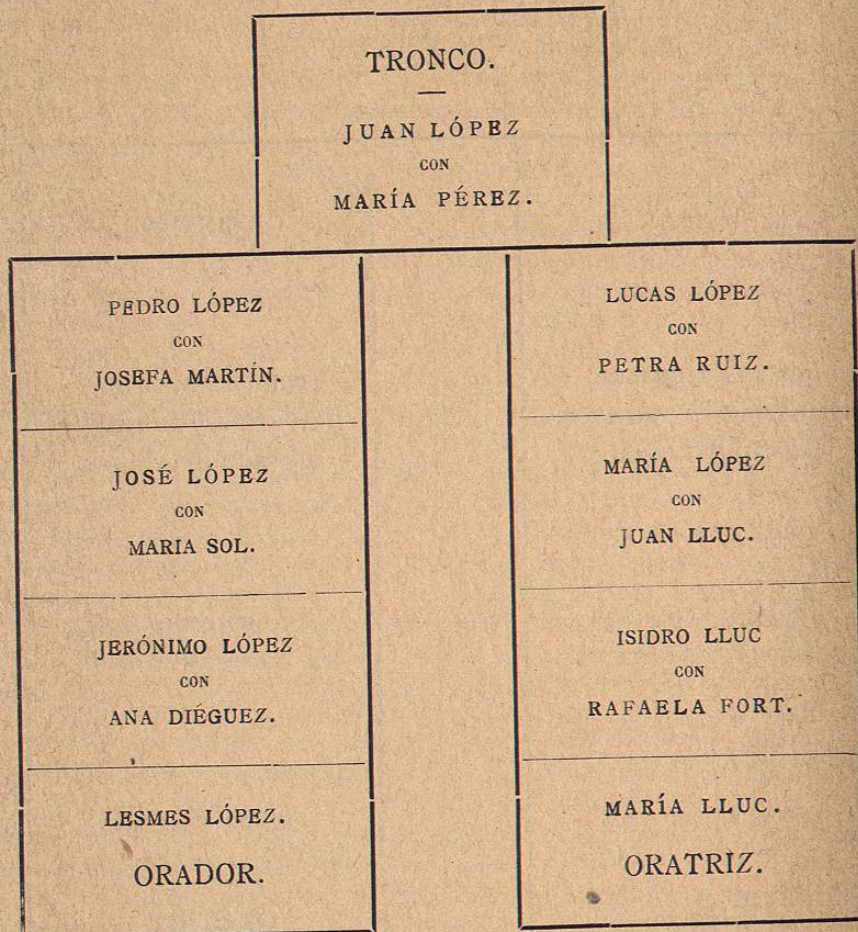 TRONCO.
JUAN LÓPEZ
CON
MARÍA PÉREZ.
PEDRO LÓPEZ
CON
JOSEFA MARTÍN.
JOSÉ LÓPEZ
CON
MARIA SOL.
JERÓNIMO LÓPEZ
CON
ANA DIÉGUEZ.
LESMES LÓPEZ.
ORADOR.
LUCAS LÓPEZ
CON
PETRA RUIZ.
MARÍA LÓPEZ
CON
JUAN LLUC.
ISIDRO LLUC
CON
RAFAELA FORT.
MARÍA LLUC.
ORATRIZ.